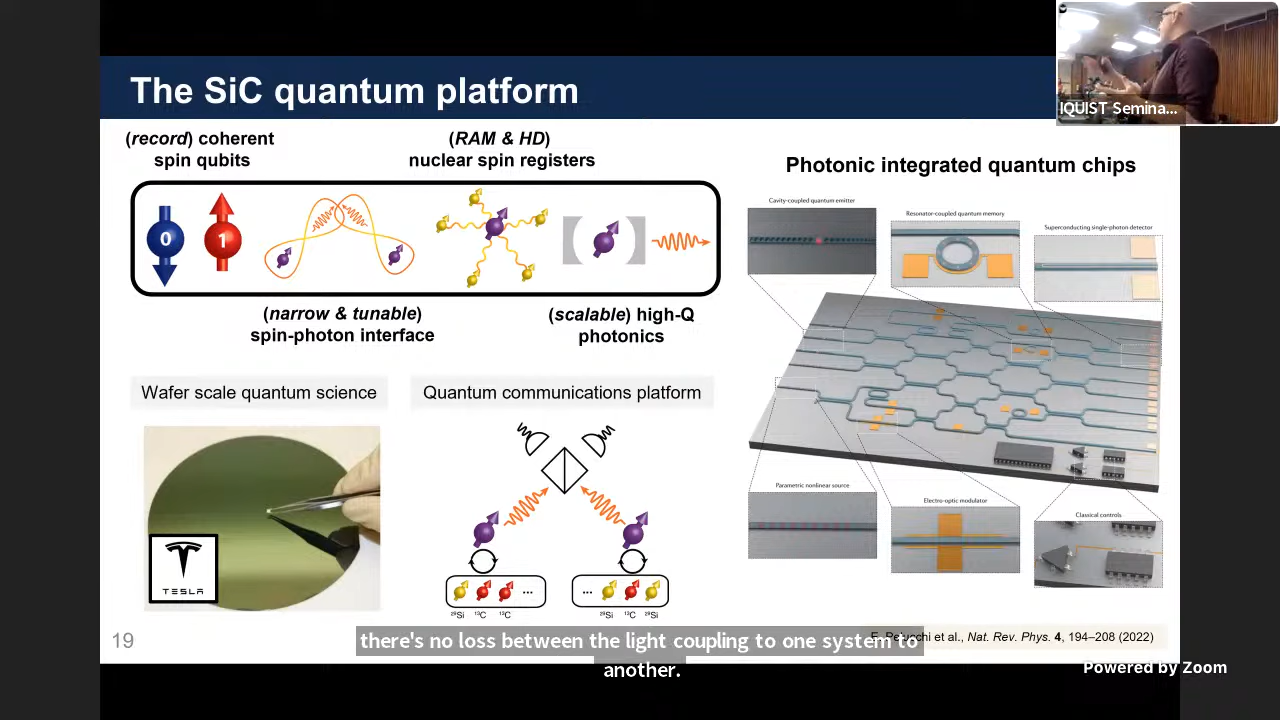 The SiC quantum platform
IQUIST Semina...
(record) coherent
spin qubits
(RAM & HD)
nuclear spin registers
0
1
(narrow & tunable)
spin-photon interface
(scalable) high-Q
photonics
Wafer scale quantum science
TESLA
Quantum communications platform
... ...
²⁹Si ¹³C ¹³C ²⁹Si ¹³C ²⁹Si
Photonic integrated quantum chips
Cavity-coupled quantum emitter
Resonator-coupled quantum memory
Superconducting single-photon detector
Parametric nonlinear source
Electro-optic modulator
Classical controls
19
et al., Nat. Rev. Phys. 4, 194–208 (2022)
there's no loss between the light coupling to one system to
another.
Powered by Zoom